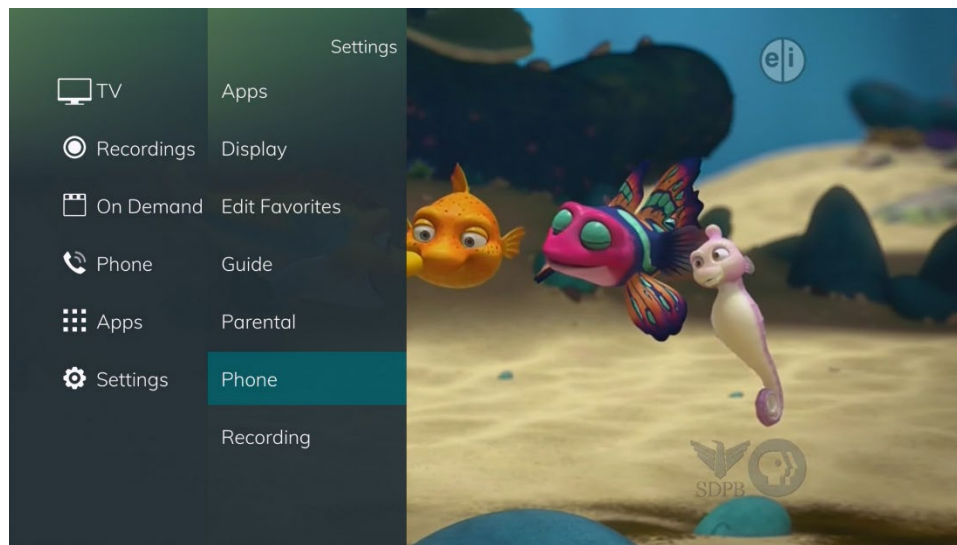 Settings
TV
Recordings
On Demand
Phone
Apps
Settings
Apps
Display
Edit Favorites
Guide
Parental
Phone
Recording
e|i
SDPB